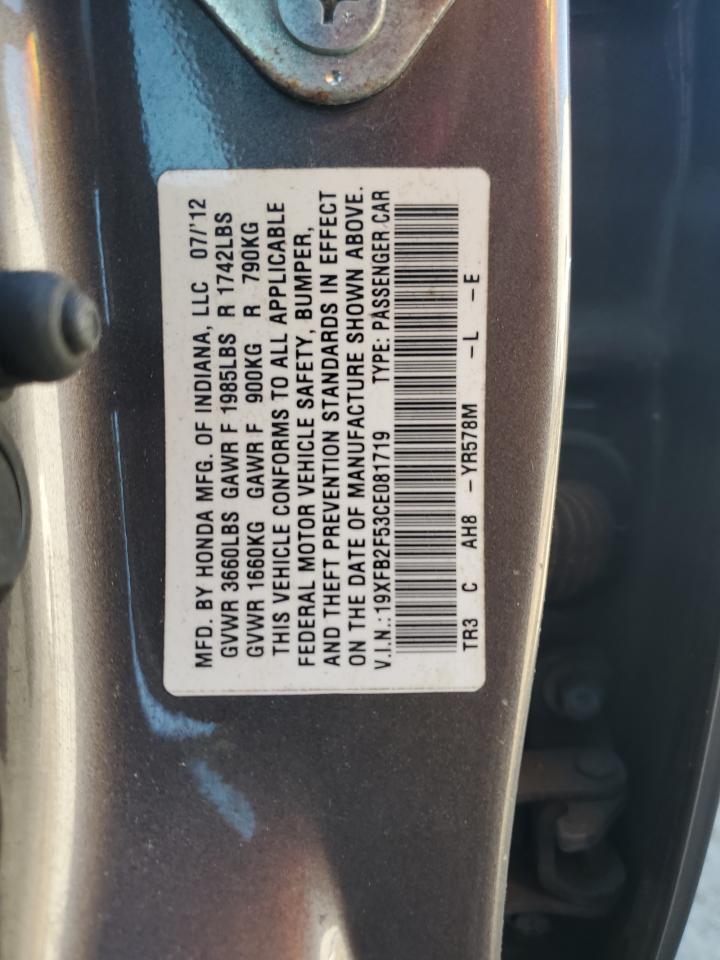 MFD. BY HONDA MFG. OF INDIANA, LLC 07/'12
GVWR 3660LBS GAWR F 1985LBS R 1742LBS
GVWR 1660KG GAWR F 900KG R 790KG
THIS VEHICLE CONFORMS TO ALL APPLICABLE
FEDERAL MOTOR VEHICLE SAFETY, BUMPER,
AND THEFT PREVENTION STANDARDS IN EFFECT
ON THE DATE OF MANUFACTURE SHOWN ABOVE.
V.I.N.:19XFB2F53CE081719 TYPE: PASSENGER CAR
TR3 C AH8 -YR578M -L -E